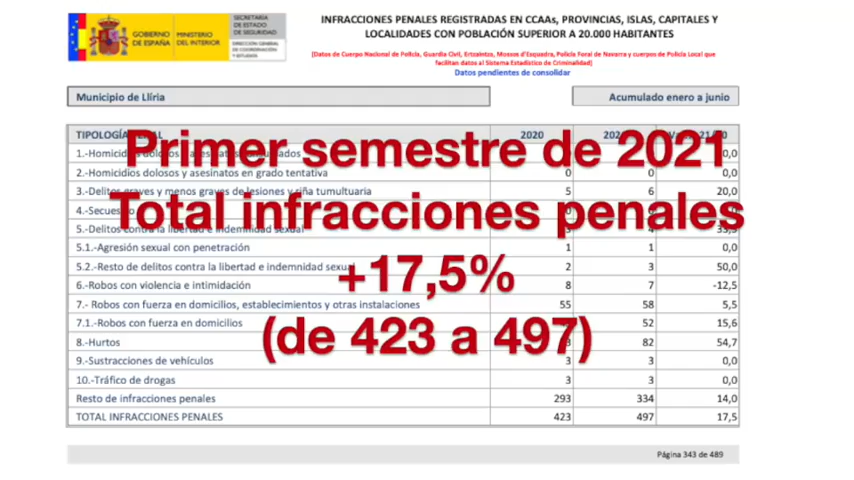 GOBIERNO DE ESPAÑA
MINISTERIO DEL INTERIOR
SECRETARÍA DE ESTADO DE SEGURIDAD
DIRECCIÓN GENERAL DE COORDINACIÓN Y ESTUDIOS
INFRACCIONES PENALES REGISTRADAS EN CCAAs, PROVINCIAS, ISLAS, CAPITALES Y
LOCALIDADES CON POBLACIÓN SUPERIOR A 20.000 HABITANTES
(Datos de Cuerpo Nacional de Policía, Guardia Civil, Ertzaintza, Mossos d'Esquadra, Policía Foral de Navarra y cuerpos de Policía Local que
facilitan datos al Sistema Estadístico de Criminalidad)
Datos pendientes de consolidar
Municipio de Llíria
Acumulado enero a junio
Primer semestre de 2021
Total infracciones penales
+17,5%
(de 423 a 497)
TIPOLOGÍA PENAL 2020
1.-Homicidios dolosos 0,0
2.-Homicidios dolosos y asesinatos en grado tentativa 0 0 0,0
3.-Delitos graves y menos graves de lesiones y riña tumultuaria 5 6 20,0
4.-Secuestro
5.-Delitos contra la libertad e indemnidad sexual
5.1.-Agresión sexual con penetración 1 1 0,0
5.2.-Resto de delitos contra la libertad e indemnidad sexual 2 3 50,0
6.-Robos con violencia e intimidación 8 7 -12,5
7.- Robos con fuerza en domicilios, establecimientos y otras instalaciones 55 58 5,5
7.1.-Robos con fuerza en domicilios 52 15,6
8.-Hurtos 82 54,7
9.-Sustracciones de vehículos 3 3 0,0
10.-Tráfico de drogas 3 3 0,0
Resto de infracciones penales 293 334 14,0
TOTAL INFRACCIONES PENALES 423 497 17,5
Página 343 de 489